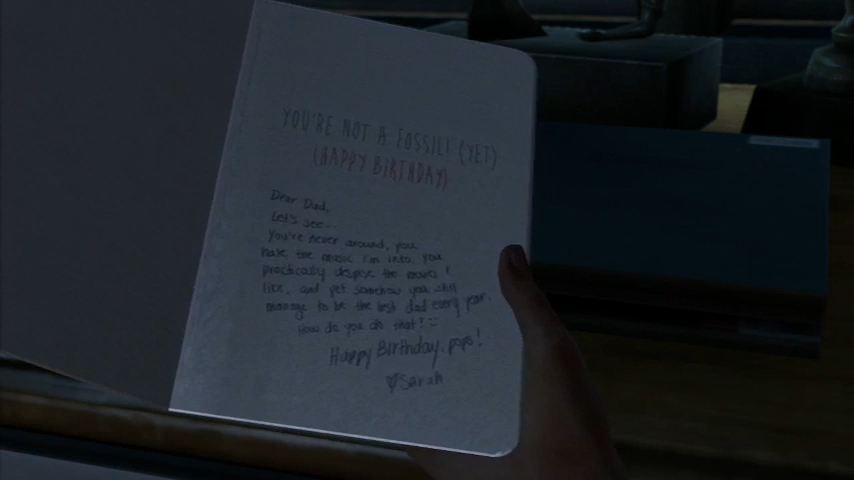 YOU'RE NOT A FOSSIL! (YET)
(HAPPY BIRTHDAY)
Dear Dad,
Let's see...
You're never around, you
hate the music I'm into, you
practically despise the movies I
like, and yet somehow you still
manage to be the best dad every year.
How do you do that? :)
Happy Birthday, pops!
♥ Sarah